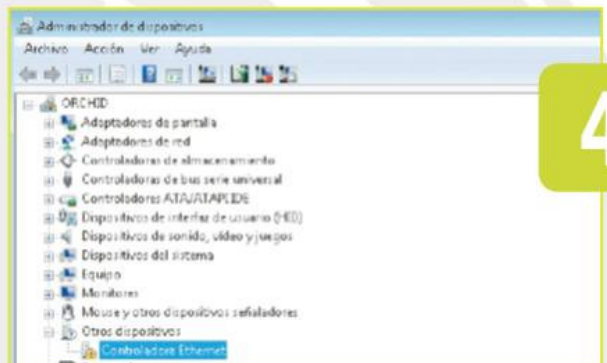 Administrador de dispositivos
Archivo Acción Ver Ayuda
ORCHID
Adaptadores de pantalla
Adaptadores de red
Controladoras de almacenamiento
Controladoras de bus serie universal
Controladores ATA/ATAPI IDE
Dispositivos de interfaz de usuario (HID)
Dispositivos de sonido, vídeo y juegos
Dispositivos del sistema
Equipo
Monitores
Mouse y otros dispositivos señaladores
Otros dispositivos
Controladora Ethernet
4